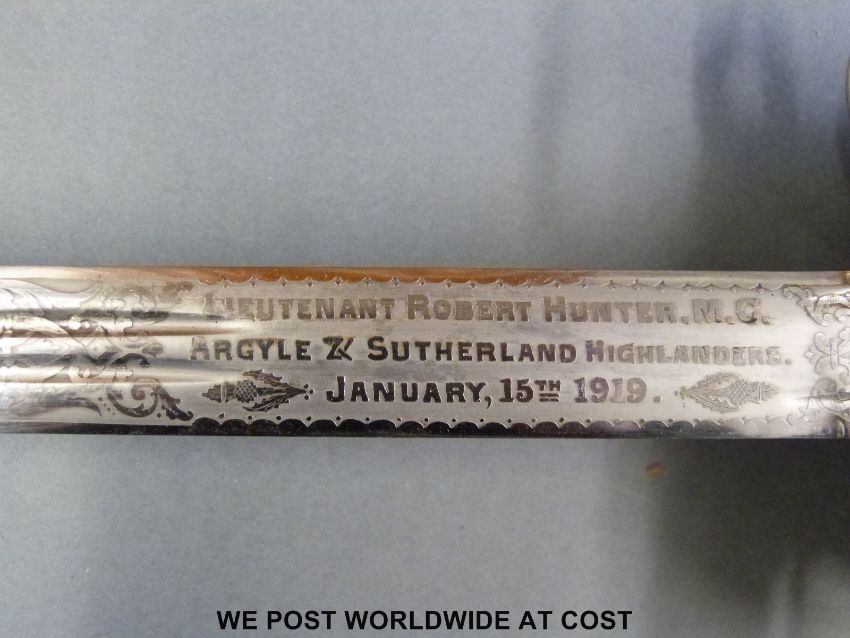 LIEUTENANT ROBERT HUNTER. M.C.
ARGYLE & SUTHERLAND HIGHLANDERS.
JANUARY, 15TH 1919.
WE POST WORLDWIDE AT COST